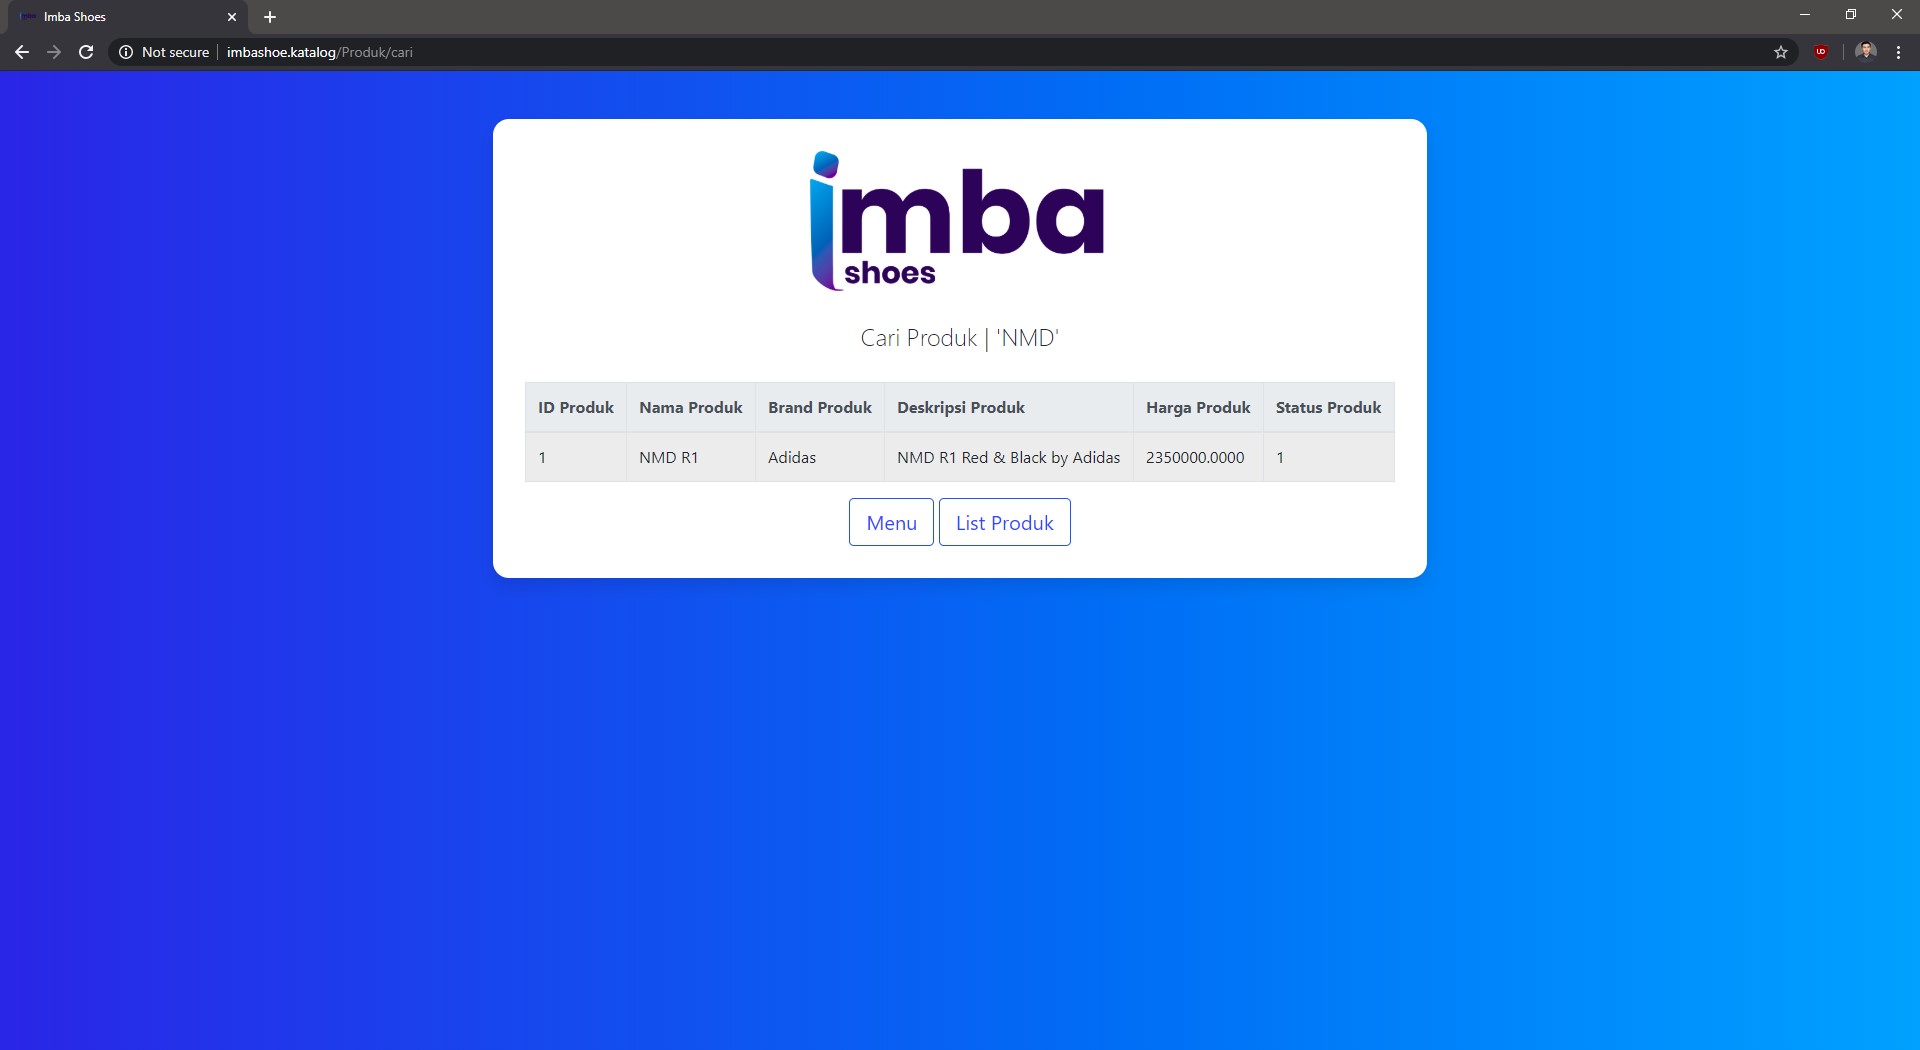 Imba Shoes
Not secure imbashoe.katalog/Produk/cari
imba
shoes
Cari Produk | 'NMD'
ID Produk Nama Produk Brand Produk Deskripsi Produk Harga Produk Status Produk
1 NMD R1 Adidas NMD R1 Red & Black by Adidas 2350000.0000 1
Menu List Produk